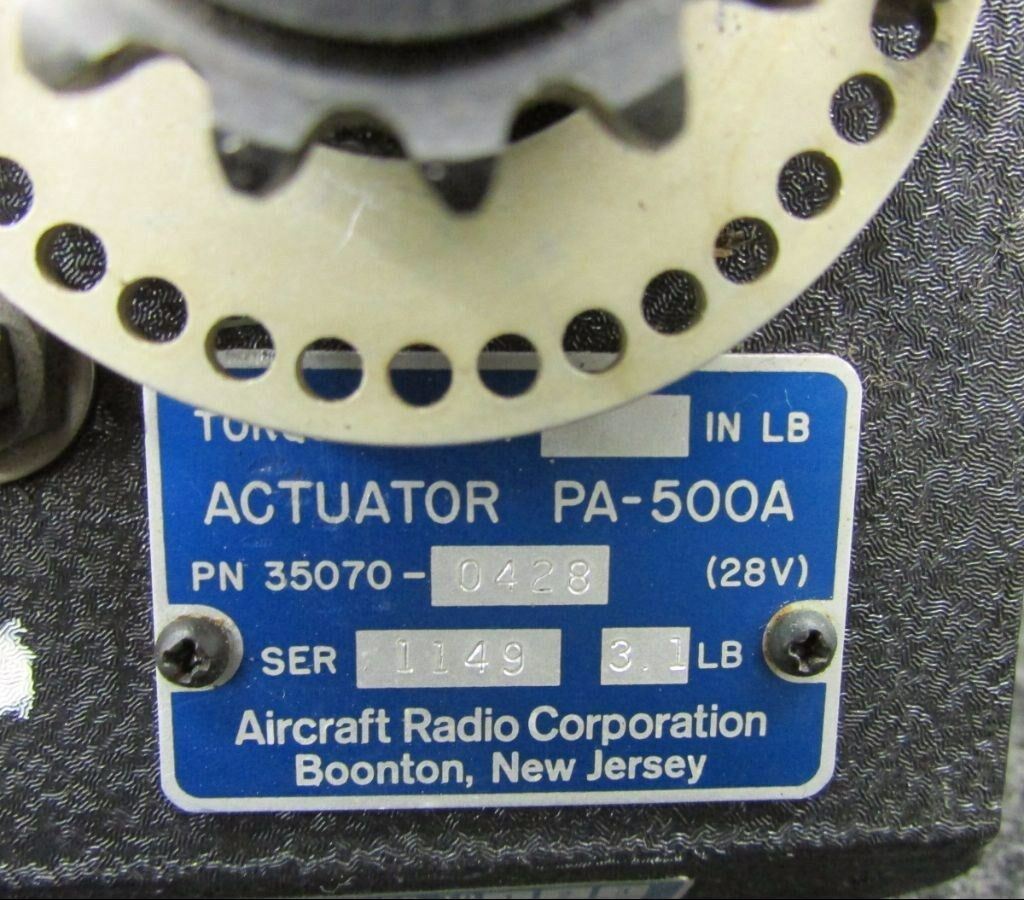 IN LB
ACTUATOR PA-500A
PN 35070-0428 (28V)
SER 1149 3.1 LB
Aircraft Radio Corporation
Boonton, New Jersey